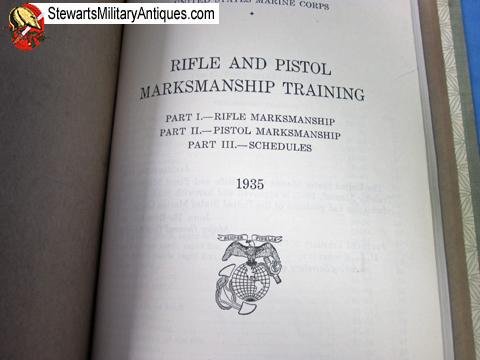 StewartsMilitaryAntiques.com
UNITED STATES MARINE CORPS
RIFLE AND PISTOL
MARKSMANSHIP TRAINING
PART I.—RIFLE MARKSMANSHIP
PART II.—PISTOL MARKSMANSHIP
PART III.—SCHEDULES
1935
SEMPER FIDELIS